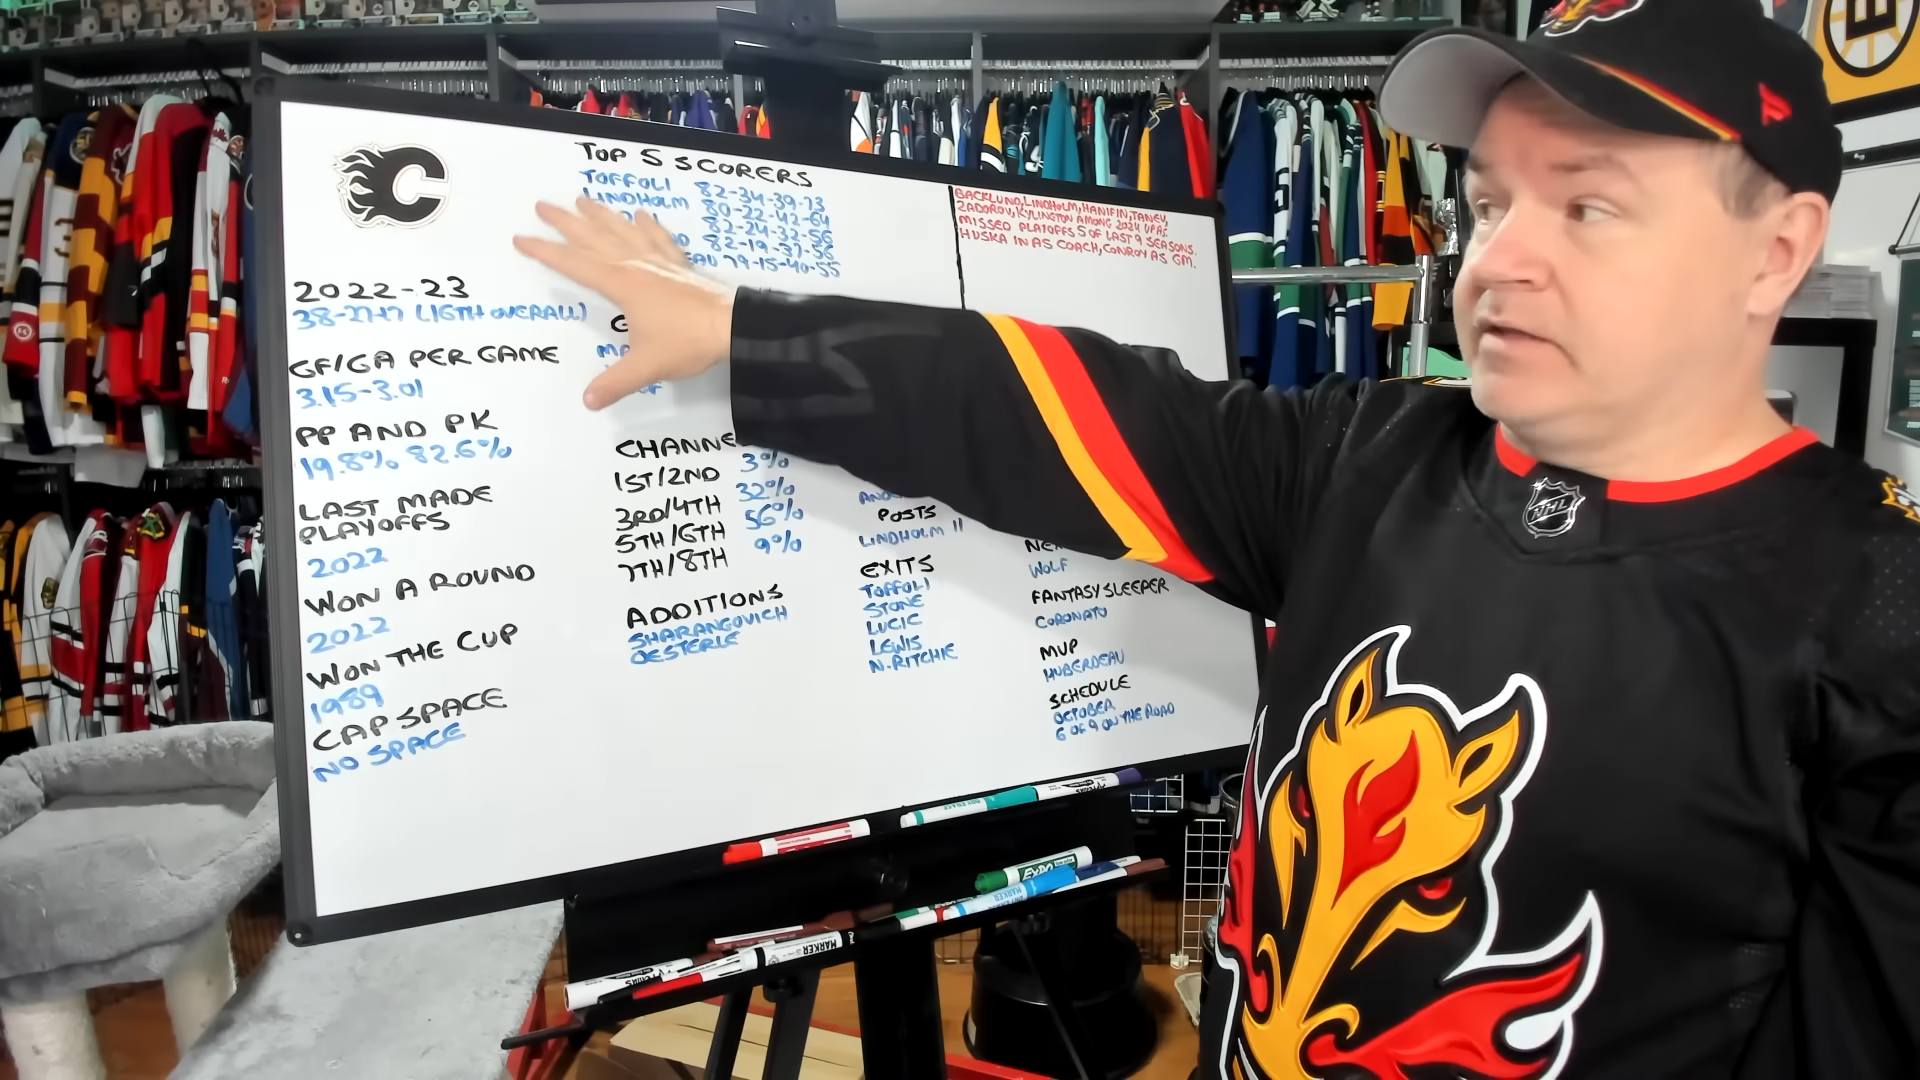 TOP 5 SCORERS
TOFFOLI 82-34-39-73
LINDHOLM 80-22-42-64
82-24-32-56
82-19-37-56
79-15-40-55
BACKLUND, LINDHOLM, HANIFIN, TANEV,
ZADOROV, KYLINGTON AMONG 2024 UFAS
MISSED PLAYOFFS 5 OF LAST 9 SEASONS.
HUSKA IN AS COACH, CONROY AS GM.
2022-23
38-27-17 (16TH OVERALL)
GF/GA PER GAME
3.15-3.01
PP AND PK
19.8% 82.6%
LAST MADE
PLAYOFFS
2022
WON A ROUND
2022
WON THE CUP
1989
CAP SPACE
NO SPACE
CHANNE
1ST/2ND 3%
3RD/4TH 32%
5TH/6TH 56%
7TH/8TH 9%
ADDITIONS
SHARANGOVICH
OESTERLE
POSTS
LINDHOLM 11
EXITS
TOFFOLI
STONE
LUCIC
LEWIS
N.RITCHIE
WOLF
FANTASY SLEEPER
CORONATO
MVP
HUBERDEAU
SCHEDULE
OCTOBER
6 OF 9 ON THE ROAD
NHL
EXPO
MARKER